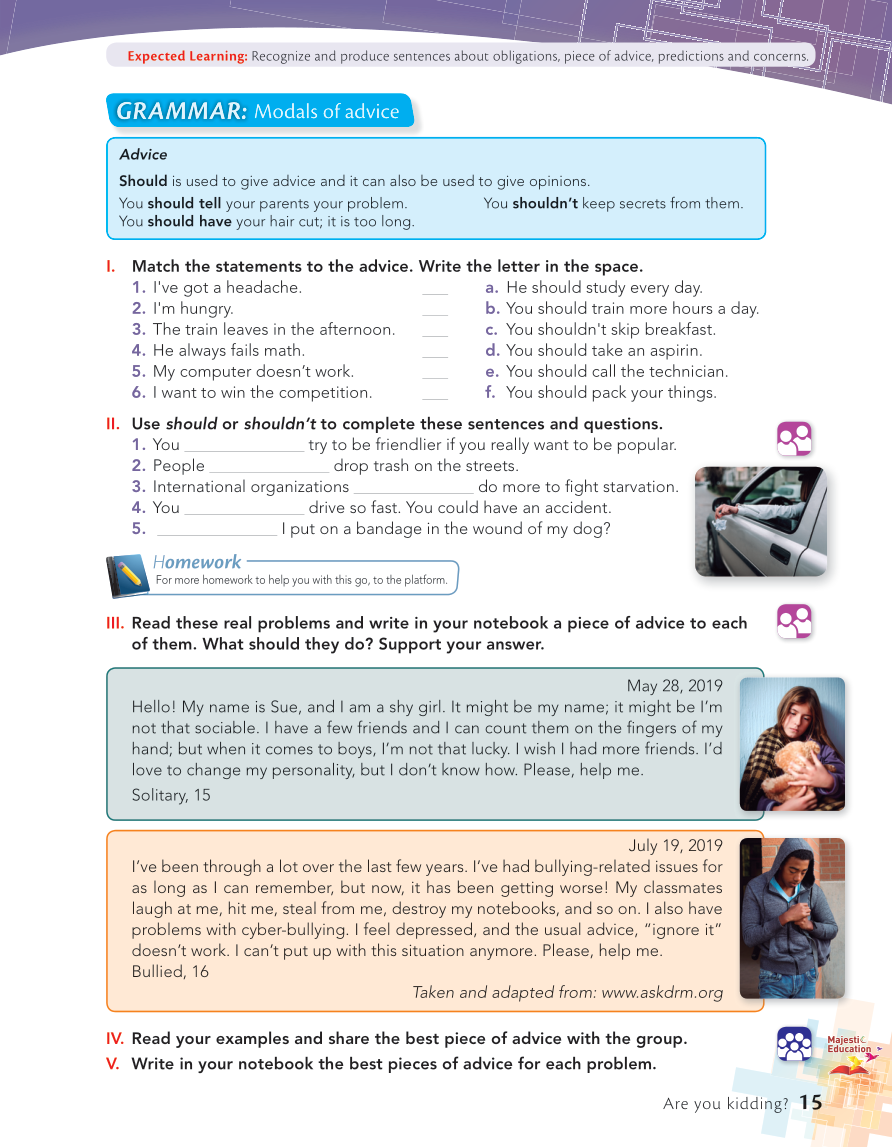 Expected Learning: Recognize and produce sentences about obligations, piece of advice, predictions and concerns.
GRAMMAR: Modals of advice
Advice
Should is used to give advice and it can also be used to give opinions.
You should tell your parents your problem. You shouldn't keep secrets from them.
You should have your hair cut; it is too long.
I. Match the statements to the advice. Write the letter in the space.
1. I've got a headache. ___ a. He should study every day.
2. I'm hungry. ___ b. You should train more hours a day.
3. The train leaves in the afternoon. ___ c. You shouldn't skip breakfast.
4. He always fails math. ___ d. You should take an aspirin.
5. My computer doesn't work. ___ e. You should call the technician.
6. I want to win the competition. ___ f. You should pack your things.
II. Use should or shouldn't to complete these sentences and questions.
1. You ______________ try to be friendlier if you really want to be popular.
2. People ______________ drop trash on the streets.
3. International organizations ______________ do more to fight starvation.
4. You ______________ drive so fast. You could have an accident.
5. ______________ I put on a bandage in the wound of my dog?
Homework
For more homework to help you with this go, to the platform.
III. Read these real problems and write in your notebook a piece of advice to each
of them. What should they do? Support your answer.
May 28, 2019
Hello! My name is Sue, and I am a shy girl. It might be my name; it might be I'm
not that sociable. I have a few friends and I can count them on the fingers of my
hand; but when it comes to boys, I'm not that lucky. I wish I had more friends. I'd
love to change my personality, but I don't know how. Please, help me.
Solitary, 15
July 19, 2019
I've been through a lot over the last few years. I've had bullying-related issues for
as long as I can remember, but now, it has been getting worse! My classmates
laugh at me, hit me, steal from me, destroy my notebooks, and so on. I also have
problems with cyber-bullying. I feel depressed, and the usual advice, "ignore it"
doesn't work. I can't put up with this situation anymore. Please, help me.
Bullied, 16
Taken and adapted from: www.askdrm.org
IV. Read your examples and share the best piece of advice with the group.
V. Write in your notebook the best pieces of advice for each problem.
Majestic
Education
Are you kidding? 15